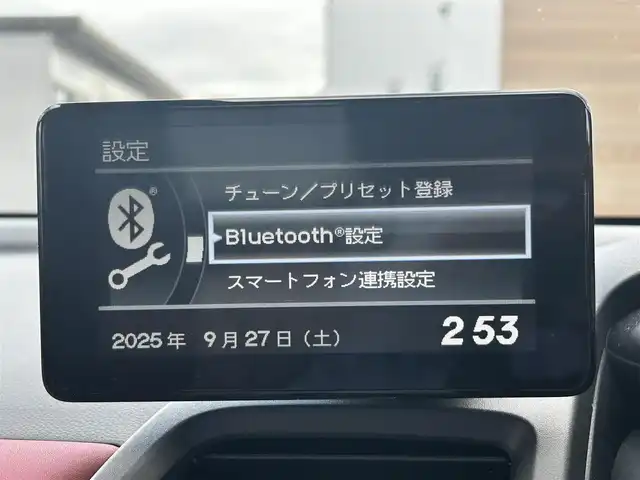 設定
®
チューン／プリセット登録
Bluetooth®設定
スマートフォン連携設定
2025年 9月27日（土） 2 53